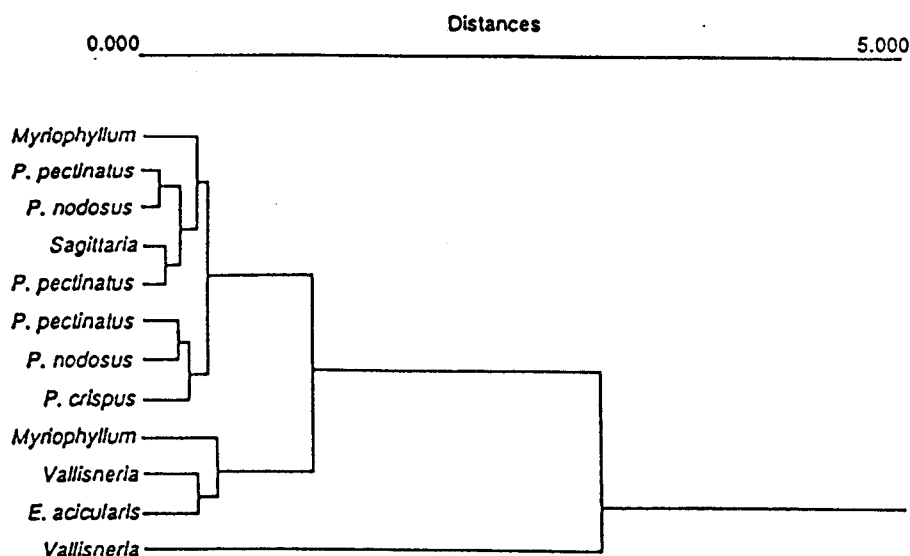 Distances
0.000 5.000
Myriophyllum
P. pectinatus
P. nodosus
Sagittaria
P. pectinatus
P. pectinatus
P. nodosus
P. crispus
Myriophyllum
Vallisneria
E. acicularis
Vallisneria